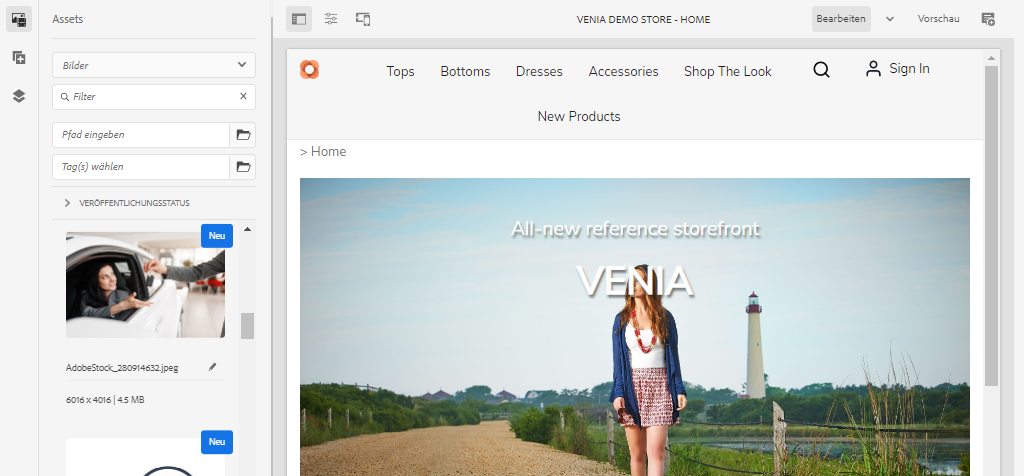 Assets
Bilder
Filter
Pfad eingeben
Tag(s) wählen
VERÖFFENTLICHUNGSSTATUS
Neu
AdobeStock_280914632.jpeg
6016 x 4016 | 4.5 MB
Neu
VENIA DEMO STORE - HOME
Bearbeiten
Vorschau
Tops Bottoms Dresses Accessories Shop The Look
Sign In
New Products
> Home
All-new reference storefront
VENIA